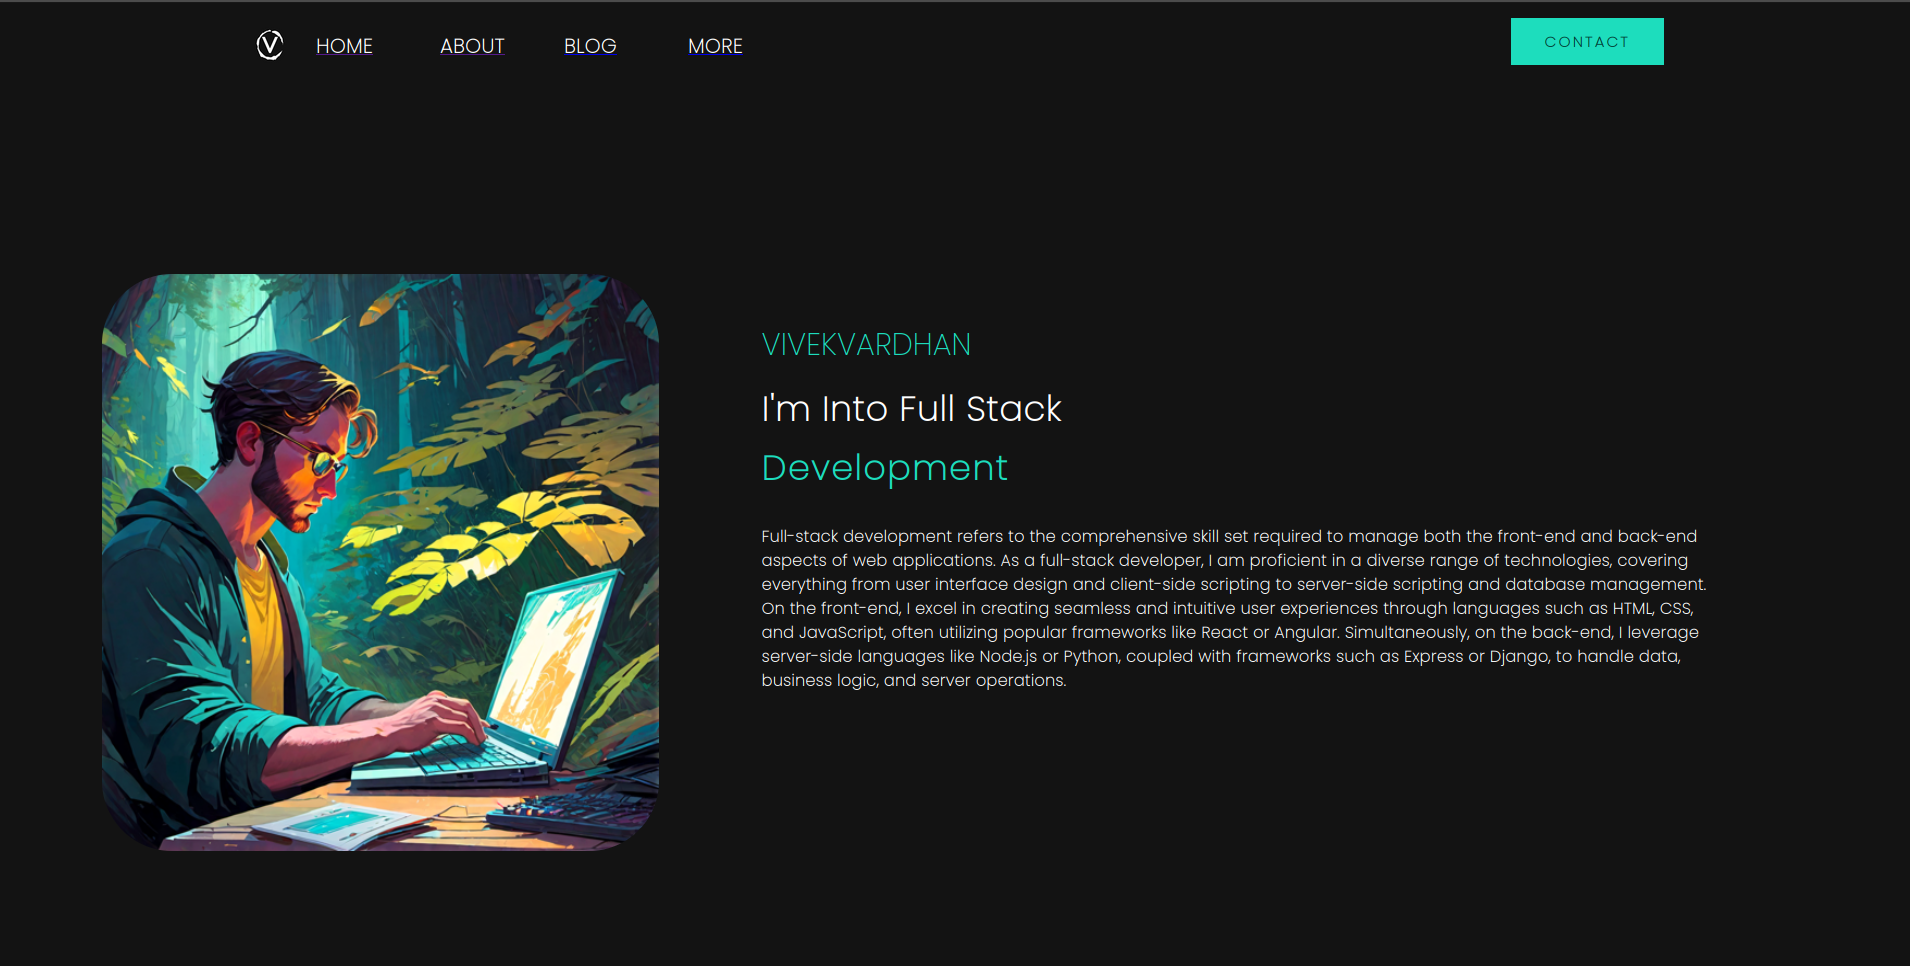 V HOME ABOUT BLOG MORE CONTACT
VIVEKVARDHAN
I'm Into Full Stack
Development
Full-stack development refers to the comprehensive skill set required to manage both the front-end and back-end
aspects of web applications. As a full-stack developer, I am proficient in a diverse range of technologies, covering
everything from user interface design and client-side scripting to server-side scripting and database management.
On the front-end, I excel in creating seamless and intuitive user experiences through languages such as HTML, CSS,
and JavaScript, often utilizing popular frameworks like React or Angular. Simultaneously, on the back-end, I leverage
server-side languages like Node.js or Python, coupled with frameworks such as Express or Django, to handle data,
business logic, and server operations.